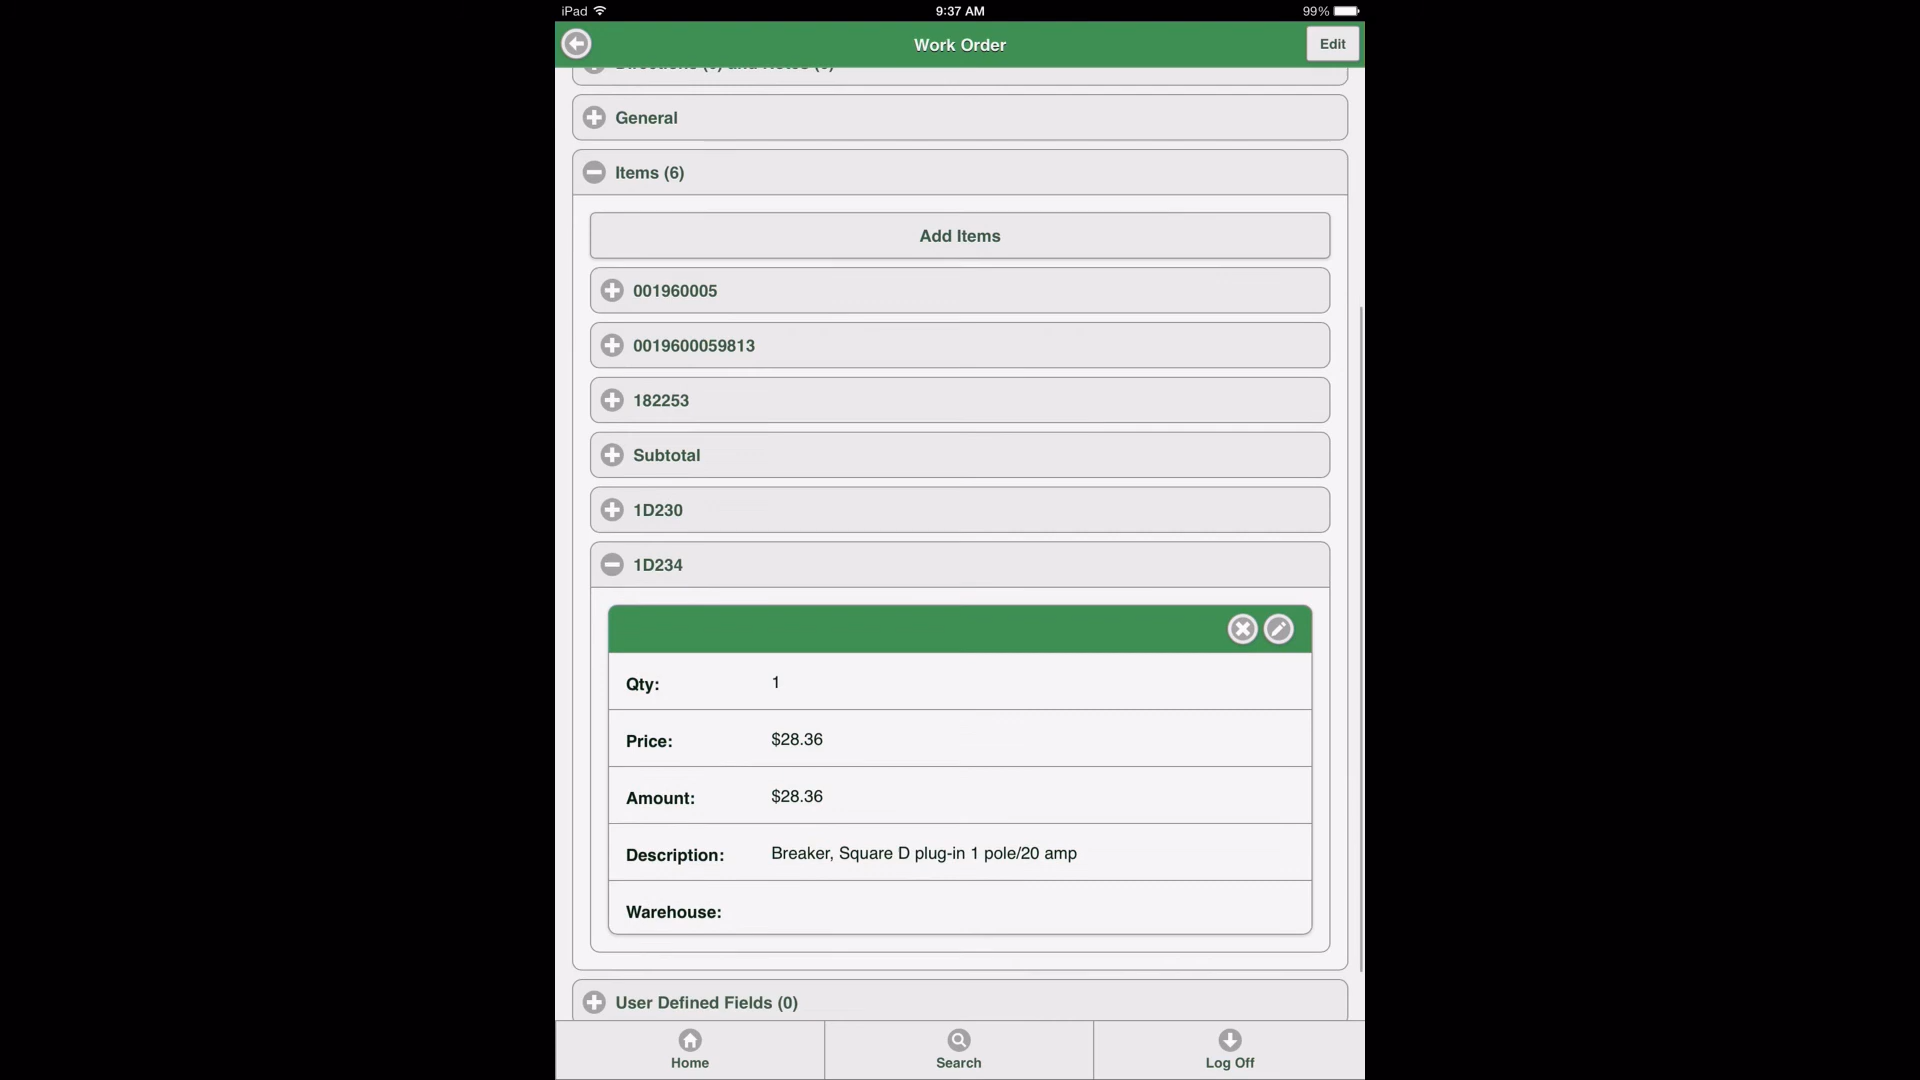 iPad
9:37 AM
99%
Work Order
Edit
Directions (0) and Notes (0)
General
Items (6)
Add Items
001960005
0019600059813
182253
Subtotal
1D230
1D234
Qty: 1
Price: $28.36
Amount: $28.36
Description: Breaker, Square D plug-in 1 pole/20 amp
Warehouse:
User Defined Fields (0)
Home
Search
Log Off